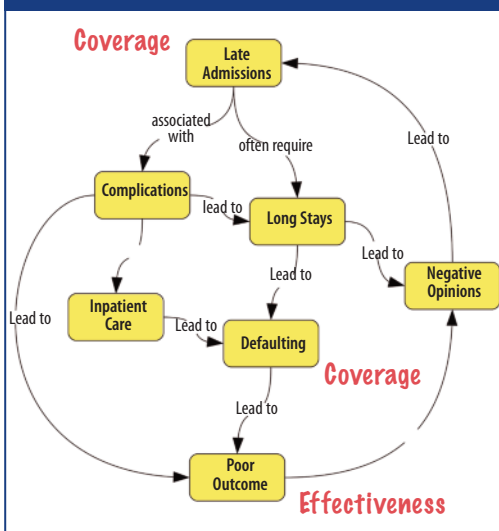 Coverage
Late
Admissions
associated
with
often require
Lead to
Complications
lead to
Long Stays
Lead to
Negative
Opinions
Lead to
Inpatient
Care
Lead to
Lead to
Defaulting
Coverage
Lead to
Poor
Outcome
Effectiveness